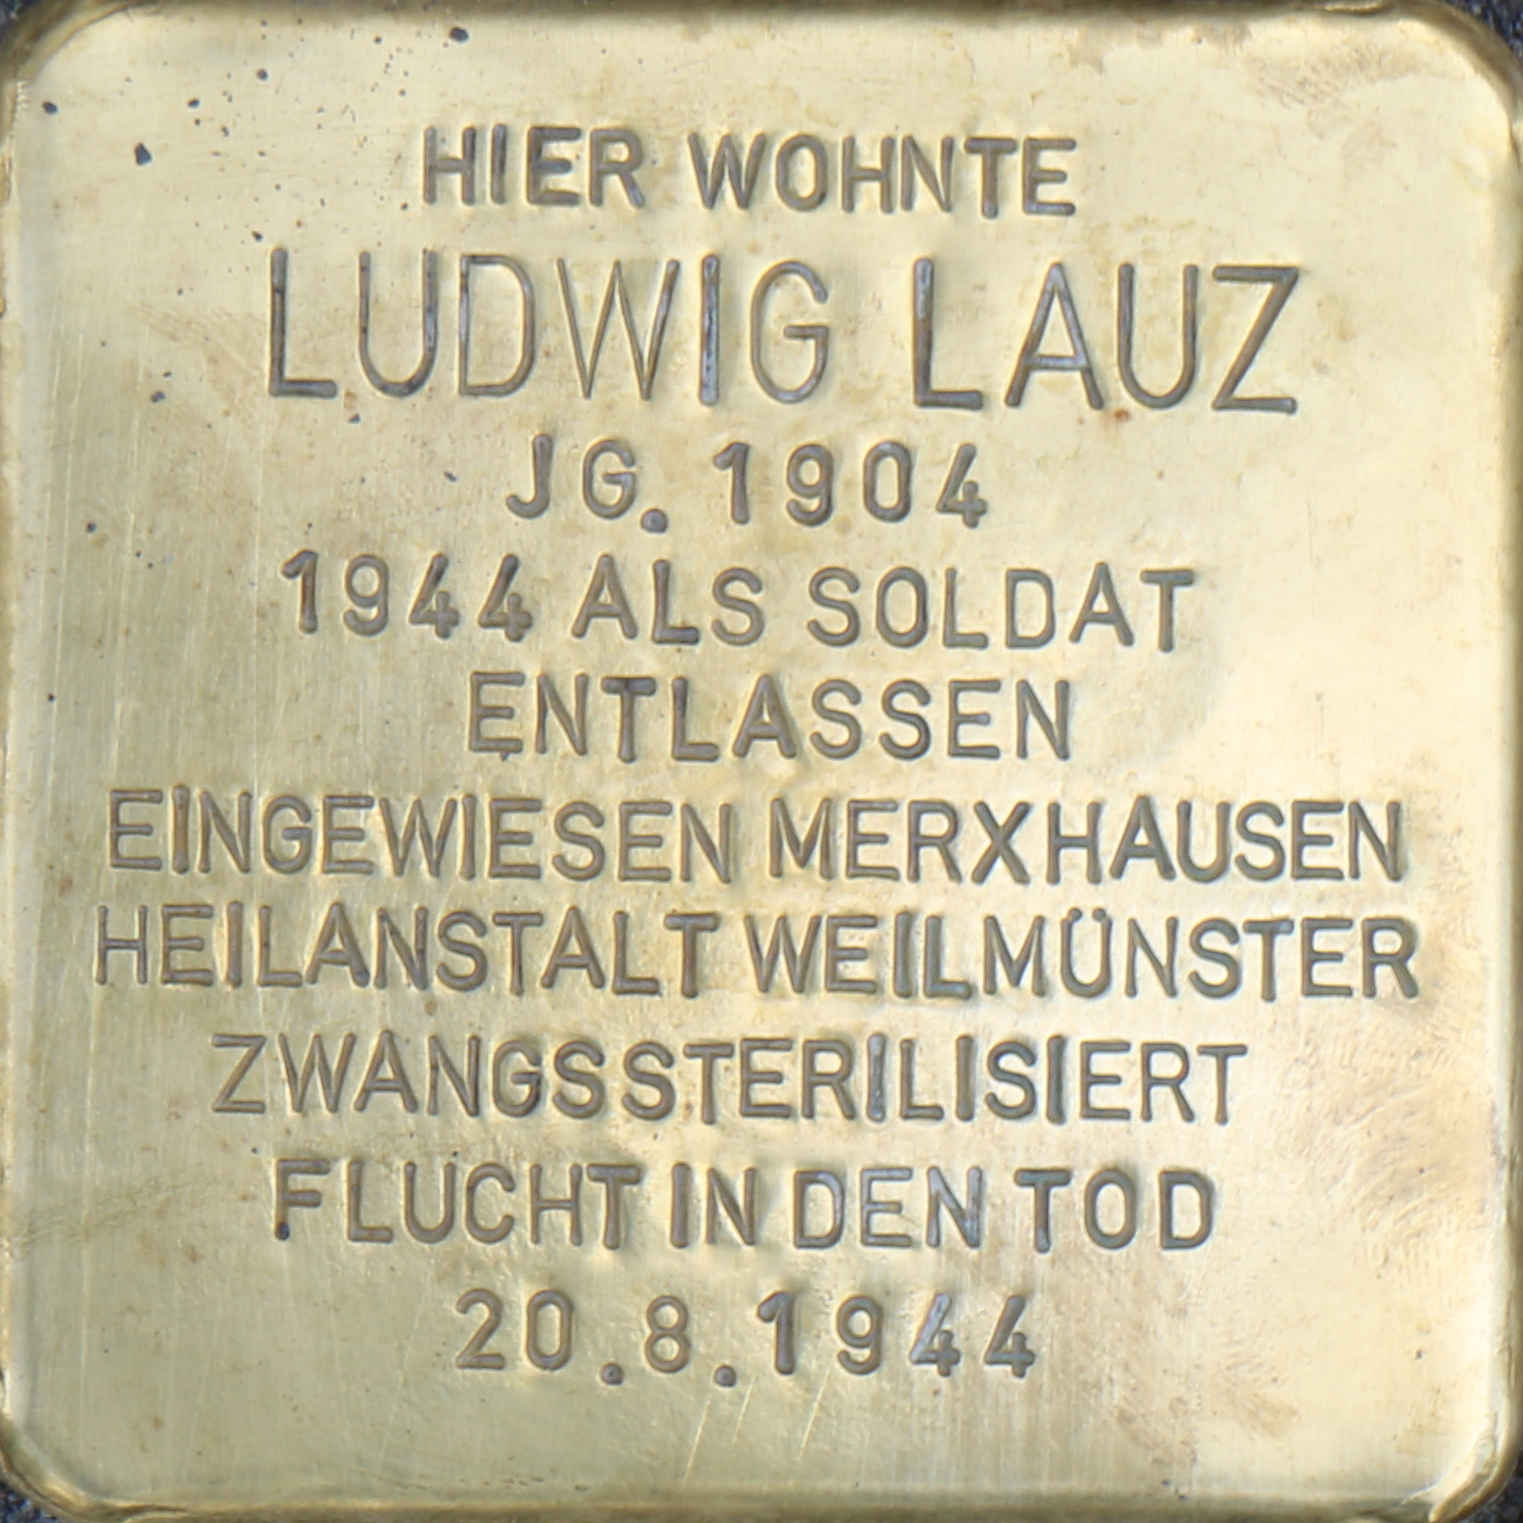 HIER WOHNTE
LUDWIG LAUZ
JG. 1904
1944 ALS SOLDAT
ENTLASSEN
EINGEWIESEN MERXHAUSEN
HEILANSTALT WEILMÜNSTER
ZWANGSSTERILISIERT
FLUCHT IN DEN TOD
20.8.1944